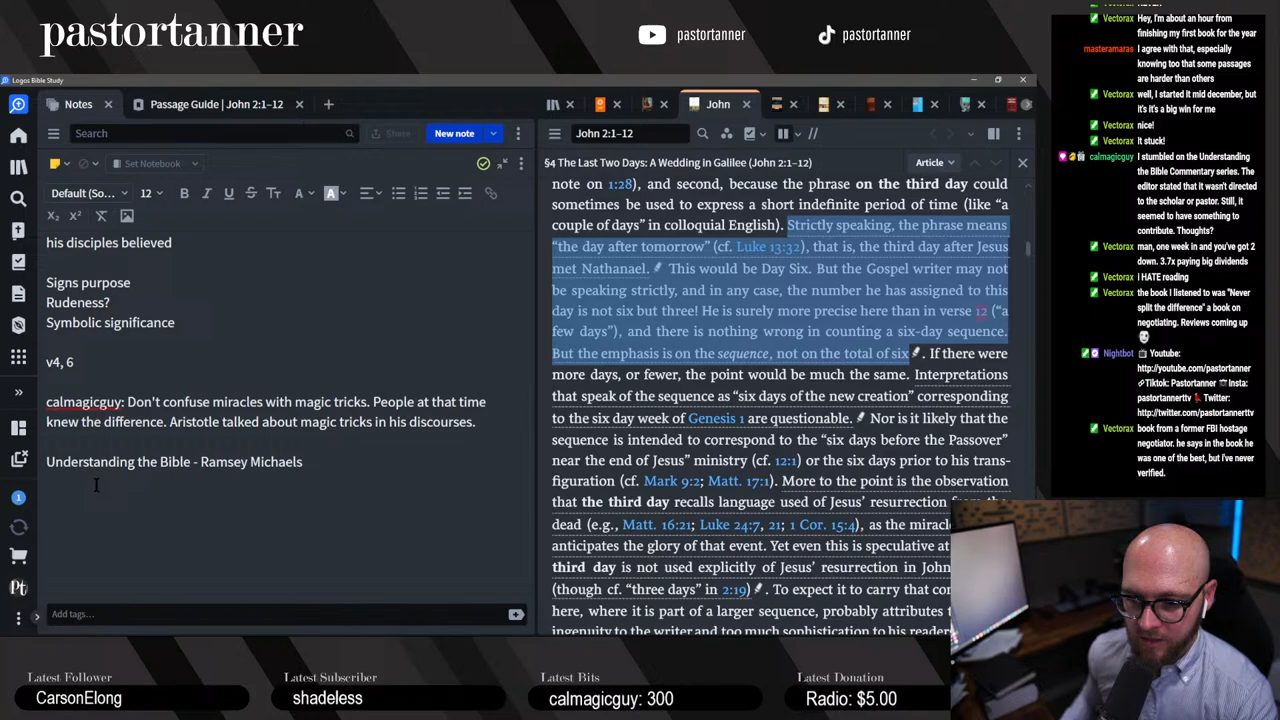 pastortanner
pastortanner
pastortanner
Logos Bible Study
Notes
Passage Guide | John 2:1–12
Search
Share
New note
Set Notebook
Default (So...
12
his disciples believed
Signs purpose
Rudeness?
Symbolic significance
v4, 6
calmagicguy: Don't confuse miracles with magic tricks. People at that time
knew the difference. Aristotle talked about magic tricks in his discourses.
Understanding the Bible - Ramsey Michaels
Add tags...
John
John 2:1–12
§4 The Last Two Days: A Wedding in Galilee (John 2:1–12)
Article
note on 1:28), and second, because the phrase on the third day could
sometimes be used to express a short indefinite period of time (like “a
couple of days” in colloquial English). Strictly speaking, the phrase means
“the day after tomorrow” (cf. Luke 13:32), that is, the third day after Jesus
met Nathanael. This would be Day Six. But the Gospel writer may not
be speaking strictly, and in any case, the number he has assigned to this
day is not six but three! He is surely more precise here than in verse 12 (“a
few days”), and there is nothing wrong in counting a six-day sequence.
But the emphasis is on the sequence, not on the total of six. If there were
more days, or fewer, the point would be much the same. Interpretations
that speak of the sequence as “six days of the new creation” corresponding
to the six day week of Genesis 1 are questionable. Nor is it likely that the
sequence is intended to correspond to the “six days before the Passover”
near the end of Jesus’ ministry (cf. 12:1) or the six days prior to his trans-
figuration (cf. Mark 9:2; Matt. 17:1). More to the point is the observation
that the third day recalls language used of Jesus’ resurrection from the
dead (e.g., Matt. 16:21; Luke 24:7, 21; 1 Cor. 15:4), as the miracle
anticipates the glory of that event. Yet even this is speculative
third day is not used explicitly of Jesus’ resurrection in John
(though cf. “three days” in 2:19). To expect it to carry that
here, where it is part of a larger sequence, probably attributes
ingenuity to the writer and too much sophistication to his
Vectorax
Vectorax Hey, I'm about an hour from
finishing my first book for the
year
masteramaras I agree with that, especially
knowing too that some passages
are harder than others
Vectorax well, I started it mid december, but
it's it's a big win for me
Vectorax nice!
Vectorax it stuck!
calmagicguy I stumbled on the Understanding
the Bible Commentary series. The
editor stated that it wasn't directed
to the scholar or pastor. Still, it
seemed to have something to
contribute. Thoughts?
Vectorax man, one week in and you've got 2
down. 3.7x paying big dividends
Vectorax I HATE reading
Vectorax the book I listened to was "Never
split the difference" a book on
negotiating. Reviews coming up
Nightbot Youtube:
http://youtube.com/pastortanner
Tiktok: Pastortanner Insta:
pastortannertv Twitter:
http://twitter.com/pastortannertv
Vectorax book from a former FBI hostage
negotiator. he says in the book he
was one of the best, but i've never
verified.
Latest Follower
CarsonElong
Latest Subscriber
shadeless
Latest Bits
calmagicguy: 300
Latest Donation
Radio: $5.00